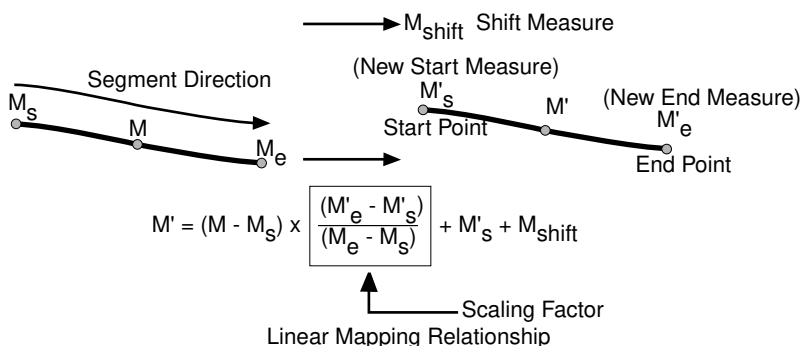 M_shift Shift Measure
Segment Direction
(New Start Measure)
M_s
M'_s
M
M'
(New End Measure)
M'_e
Start Point
M_e
End Point
M' = (M - M_s) x (M'_e - M'_s) / (M_e - M_s) + M'_s + M_shift
Scaling Factor
Linear Mapping Relationship